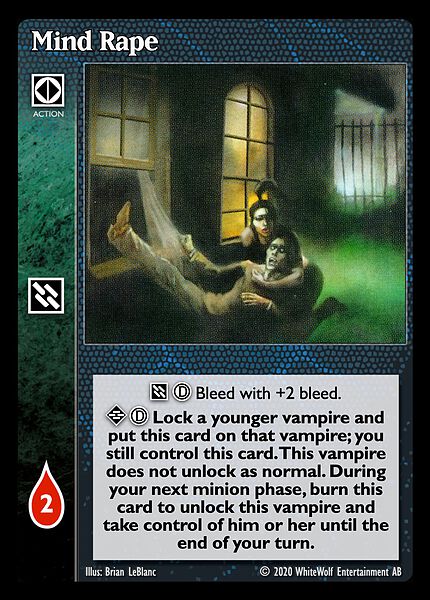 Mind Rape
ACTION
D Bleed with +2 bleed.
D Lock a younger vampire and
put this card on that vampire; you
still control this card. This vampire
does not unlock as normal. During
your next minion phase, burn this
card to unlock this vampire and
take control of him or her until the
end of your turn.
2
Illus: Brian LeBlanc © 2020 WhiteWolf Entertainment AB